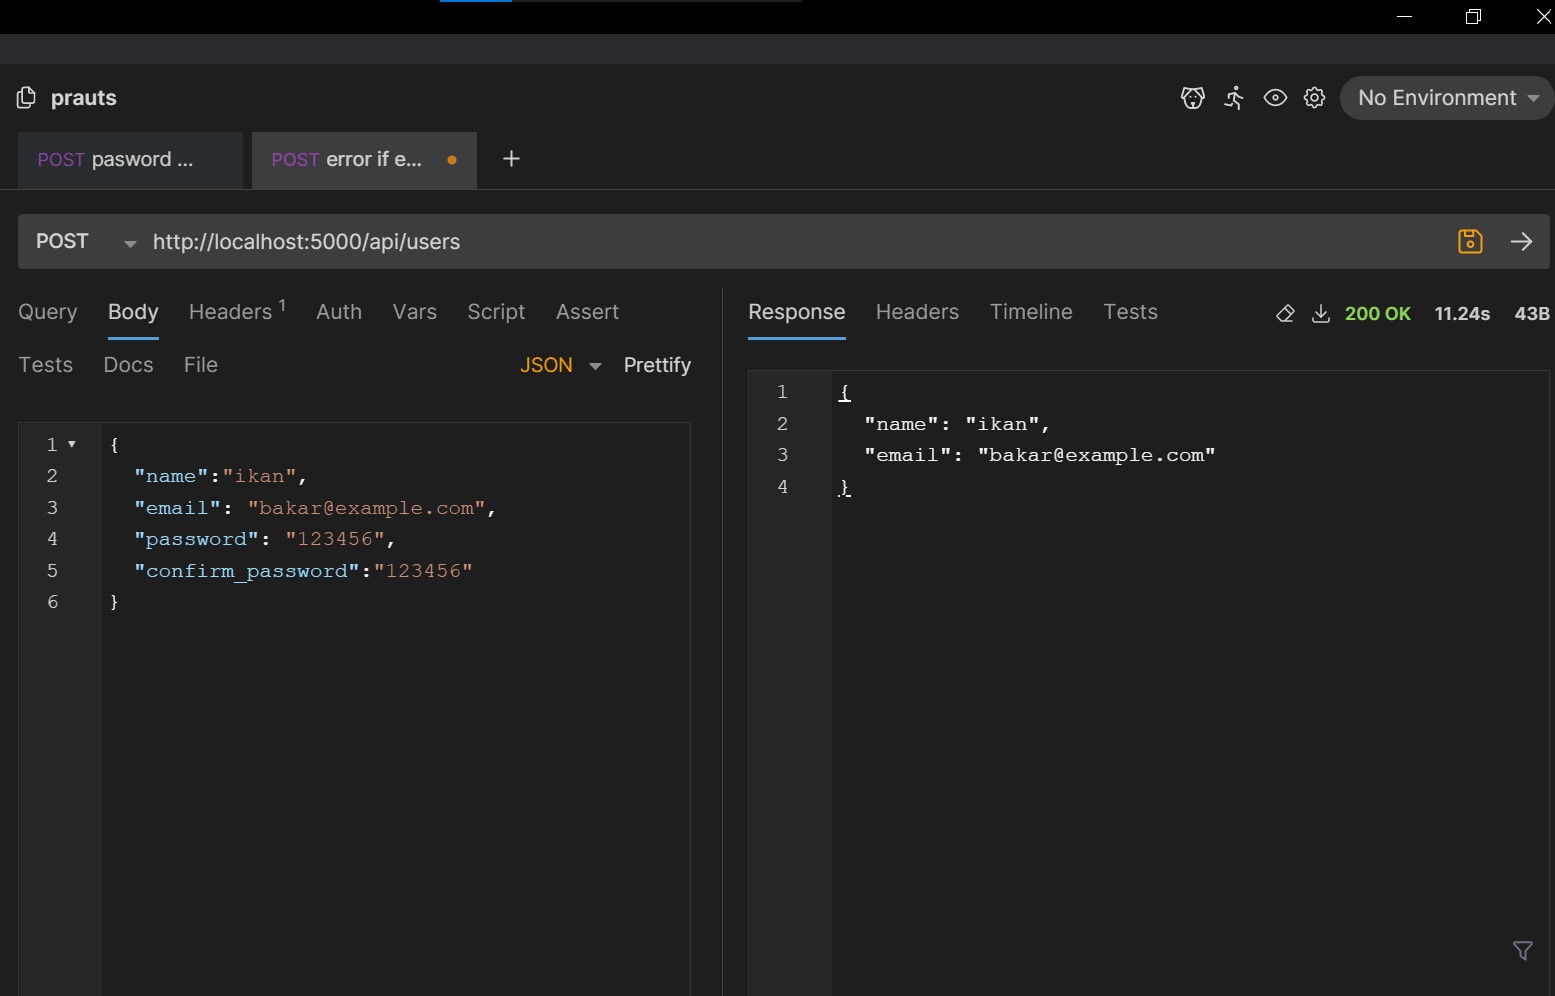 prauts
No Environment
POST pasword ...
POST error if e...
+
POST http://localhost:5000/api/users
Query Body Headers 1 Auth Vars Script Assert
Tests Docs File JSON Prettify
1 {
2 "name":"ikan",
3 "email": "bakar@example.com",
4 "password": "123456",
5 "confirm_password":"123456"
6 }
Response Headers Timeline Tests 200 OK 11.24s 43B
1 {
2 "name": "ikan",
3 "email": "bakar@example.com"
4 }